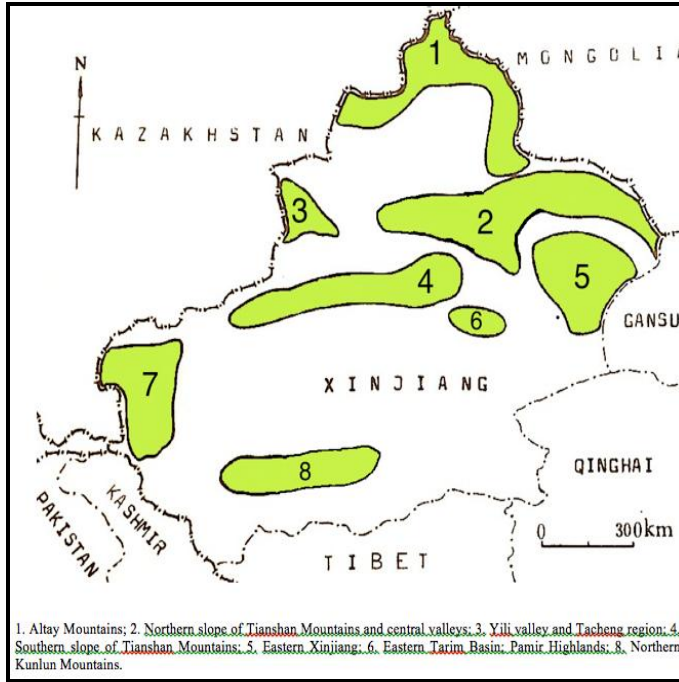 1
MONGOLIA
N
KAZAKHSTAN
3
2
4
5
6
GANSU
7
XINJIANG
8
QINGHAI
KASHMIR
PAKISTAN
0 300km
TIBET
1. Altay Mountains; 2. Northern slope of Tianshan Mountains and central valleys; 3. Yili valley and Tacheng region; 4.
Southern slope of Tianshan Mountains; 5. Eastern Xinjiang; 6. Eastern Tarim Basin; Pamir Highlands; 8. Northern
Kunlun Mountains.